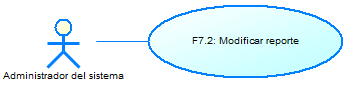 F7.2: Modificar reporte
Administrador del sistema